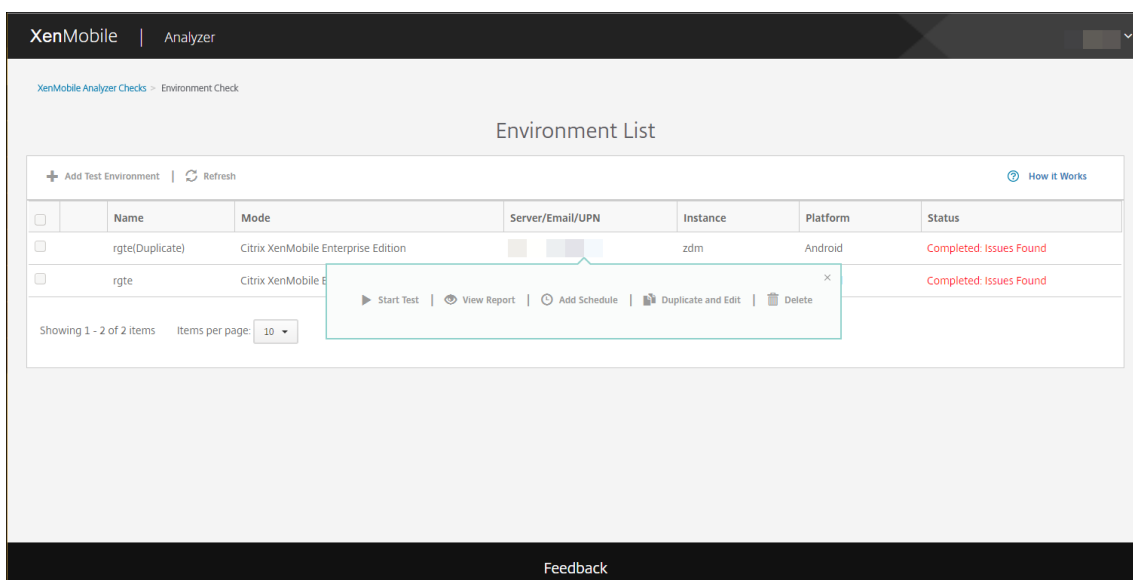 XenMobile | Analyzer
XenMobile Analyzer Checks > Environment Check
Environment List
Add Test Environment | Refresh
How it Works
Name Mode Server/Email/UPN Instance Platform Status
rgte(Duplicate) Citrix XenMobile Enterprise Edition zdm Android Completed: Issues Found
rgte Citrix XenMobile E Completed: Issues Found
Start Test | View Report | Add Schedule | Duplicate and Edit | Delete
Showing 1 - 2 of 2 items Items per page: 10
Feedback